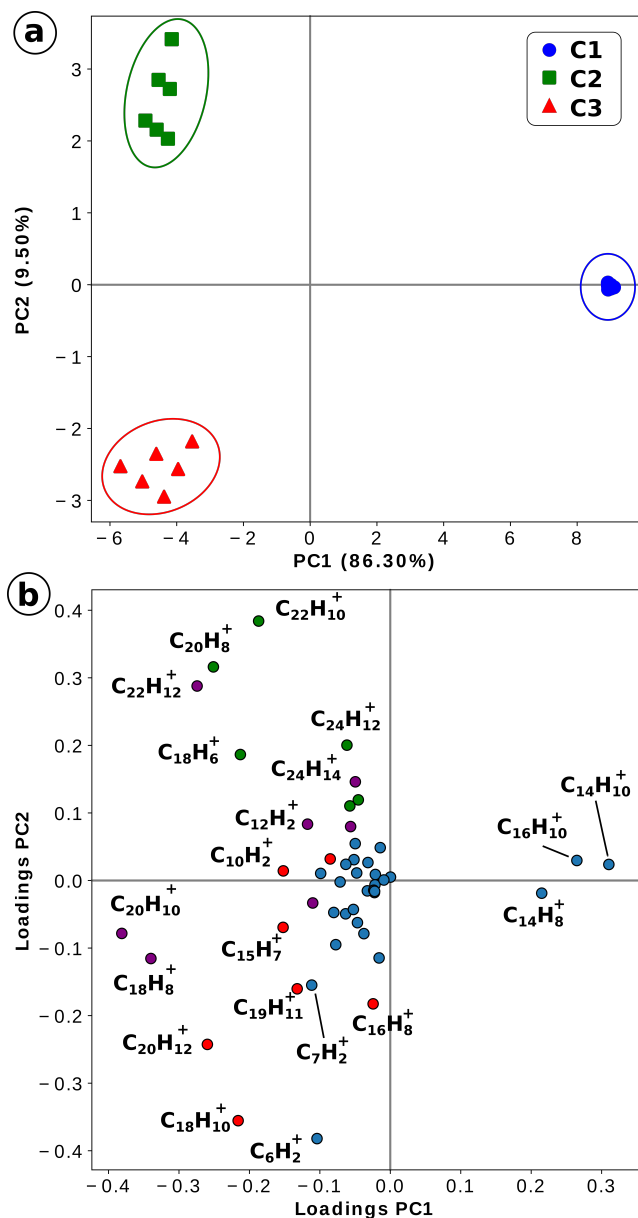 a
C1
C2
C3
3
2
1
0
−1
−2
−3
PC2 (9.50%)
−6 −4 −2 0 2 4 6 8
PC1 (86.30%)
b
C₂₂H₁₀⁺
C₂₀H₈⁺
C₂₂H₁₂⁺
C₂₄H₁₂⁺
C₁₈H₆⁺
C₂₄H₁₄⁺
C₁₄H₁₀⁺
C₁₂H₂⁺
C₁₆H₁₀⁺
C₁₀H₂⁺
C₂₀H₁₀⁺
C₁₄H₈⁺
C₁₅H₇⁺
C₁₈H₈⁺
C₁₉H₁₁⁺
C₁₆H₈⁺
C₂₀H₁₂⁺
C₇H₂⁺
C₁₈H₁₀⁺
C₆H₂⁺
0.4
0.3
0.2
0.1
0.0
−0.1
−0.2
−0.3
−0.4
Loadings PC2
−0.4 −0.3 −0.2 −0.1 0.0 0.1 0.2 0.3
Loadings PC1